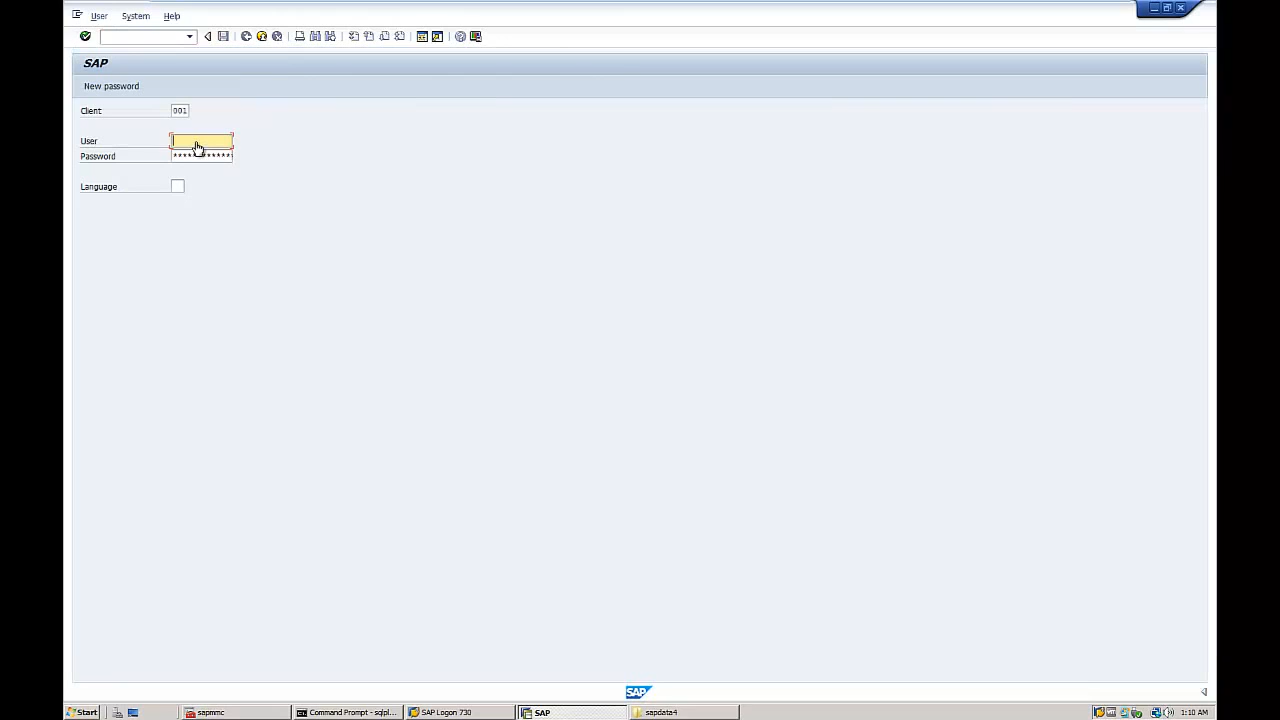 User System Help
SAP
New password
Client 001
User
Password ************
Language
SAP
Start sapmmc Command Prompt - sqlpl... SAP Logon 730 SAP sapdata4 1:10 AM